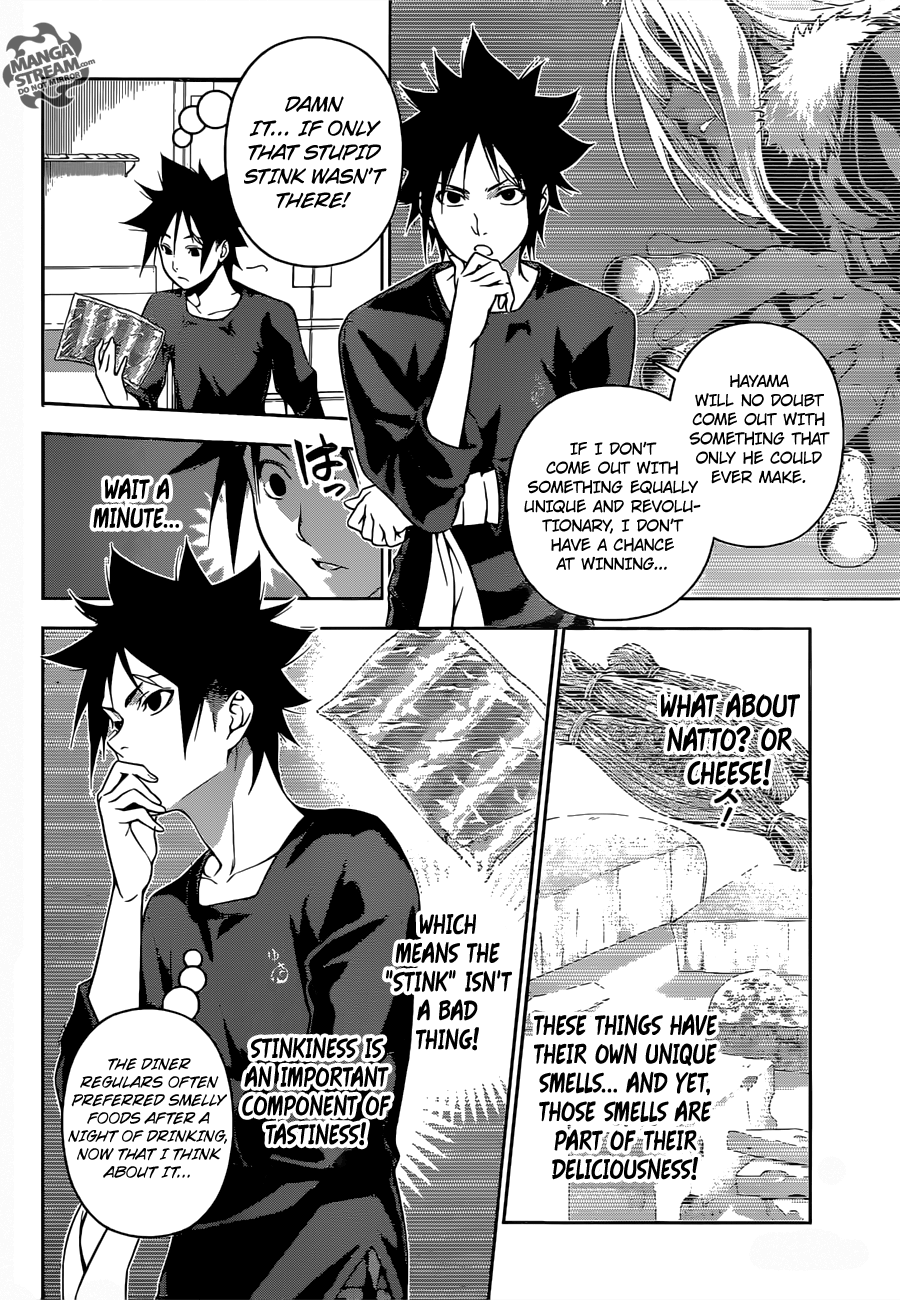 MANGA
STREAM.com
DO NOT MIRROR
HAYAMA
WILL NO DOUBT
COME OUT WITH
SOMETHING THAT
ONLY HE COULD
EVER MAKE.
IF I DON'T
COME OUT WITH
SOMETHING EQUALLY
UNIQUE AND REVOLU-
TIONARY, I DON'T
HAVE A CHANCE
AT WINNING...
DAMN
IT... IF ONLY
THAT STUPID
STINK WASN'T
THERE!
はっ
WAIT A
MINUTE...
WHAT ABOUT
NATTO? OR
CHEESE!
THESE THINGS HAVE
THEIR OWN UNIQUE
SMELLS... AND YET,
THOSE SMELLS ARE
PART OF THEIR
DELICIOUSNESS!
WHICH
MEANS THE
"STINK" ISN'T
A BAD
THING!
STINKINESS IS
AN IMPORTANT
COMPONENT OF
TASTINESS!
THE DINER
REGULARS OFTEN
PREFERRED SMELLY
FOODS AFTER A
NIGHT OF DRINKING,
NOW THAT I THINK
ABOUT IT...